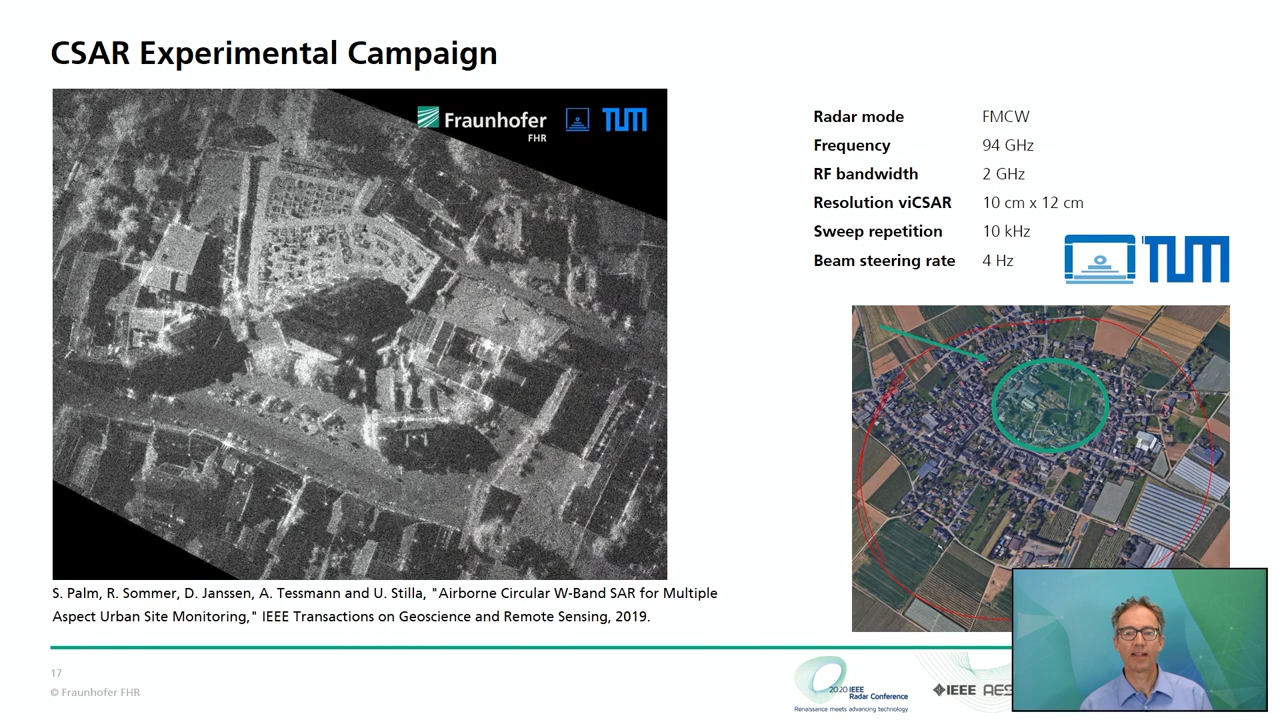 CSAR Experimental Campaign
Fraunhofer
FHR
TUM
Radar mode FMCW
Frequency 94 GHz
RF bandwidth 2 GHz
Resolution viCSAR 10 cm x 12 cm
Sweep repetition 10 kHz
Beam steering rate 4 Hz
TUM
S. Palm, R. Sommer, D. Janssen, A. Tessmann and U. Stilla, "Airborne Circular W-Band SAR for Multiple
Aspect Urban Site Monitoring," IEEE Transactions on Geoscience and Remote Sensing, 2019.
17
© Fraunhofer FHR
2020 IEEE
Radar Conference
Renaissance meets advancing technology
IEEE AES